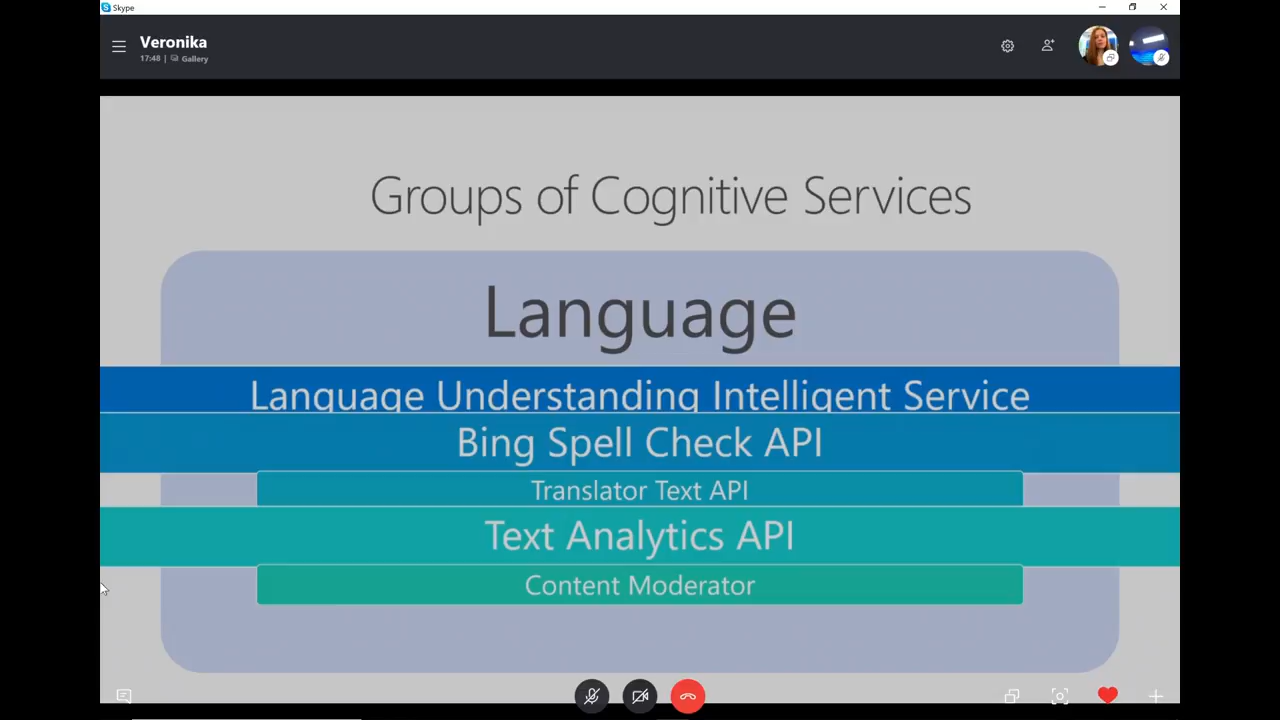 Skype
Veronika
17:48 | Gallery
Groups of Cognitive Services
Language
Language Understanding Intelligent Service
Bing Spell Check API
Translator Text API
Text Analytics API
Content Moderator